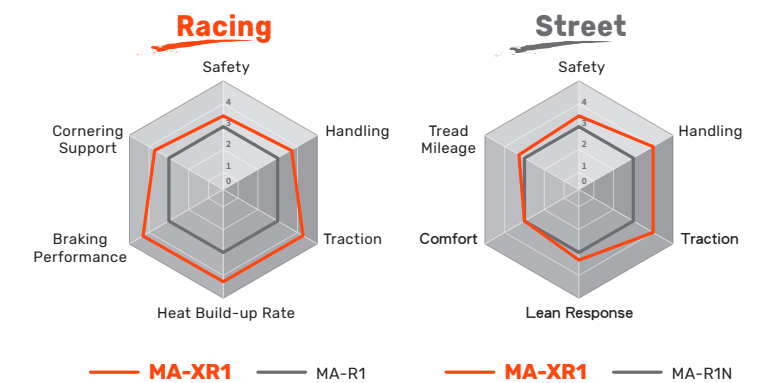 Racing
Safety
4
3
2
1
0
Cornering
Support
Handling
Braking
Performance
Traction
Heat Build-up Rate
MA-XR1
MA-R1
Street
Safety
4
3
2
1
0
Tread
Mileage
Handling
Comfort
Traction
Lean Response
MA-XR1
MA-R1N